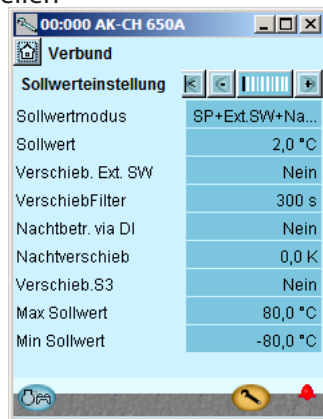 00:000 AK-CH 650A
Verbund
Sollwerteinstellung
Sollwertmodus SP+Ext.SW+Na...
Sollwert 2,0 °C
Verschieb. Ext. SW Nein
VerschiebFilter 300 s
Nachtbetr. via DI Nein
Nachtverschieb 0,0 K
Verschieb.S3 Nein
Max Sollwert 80,0 °C
Min Sollwert -80,0 °C